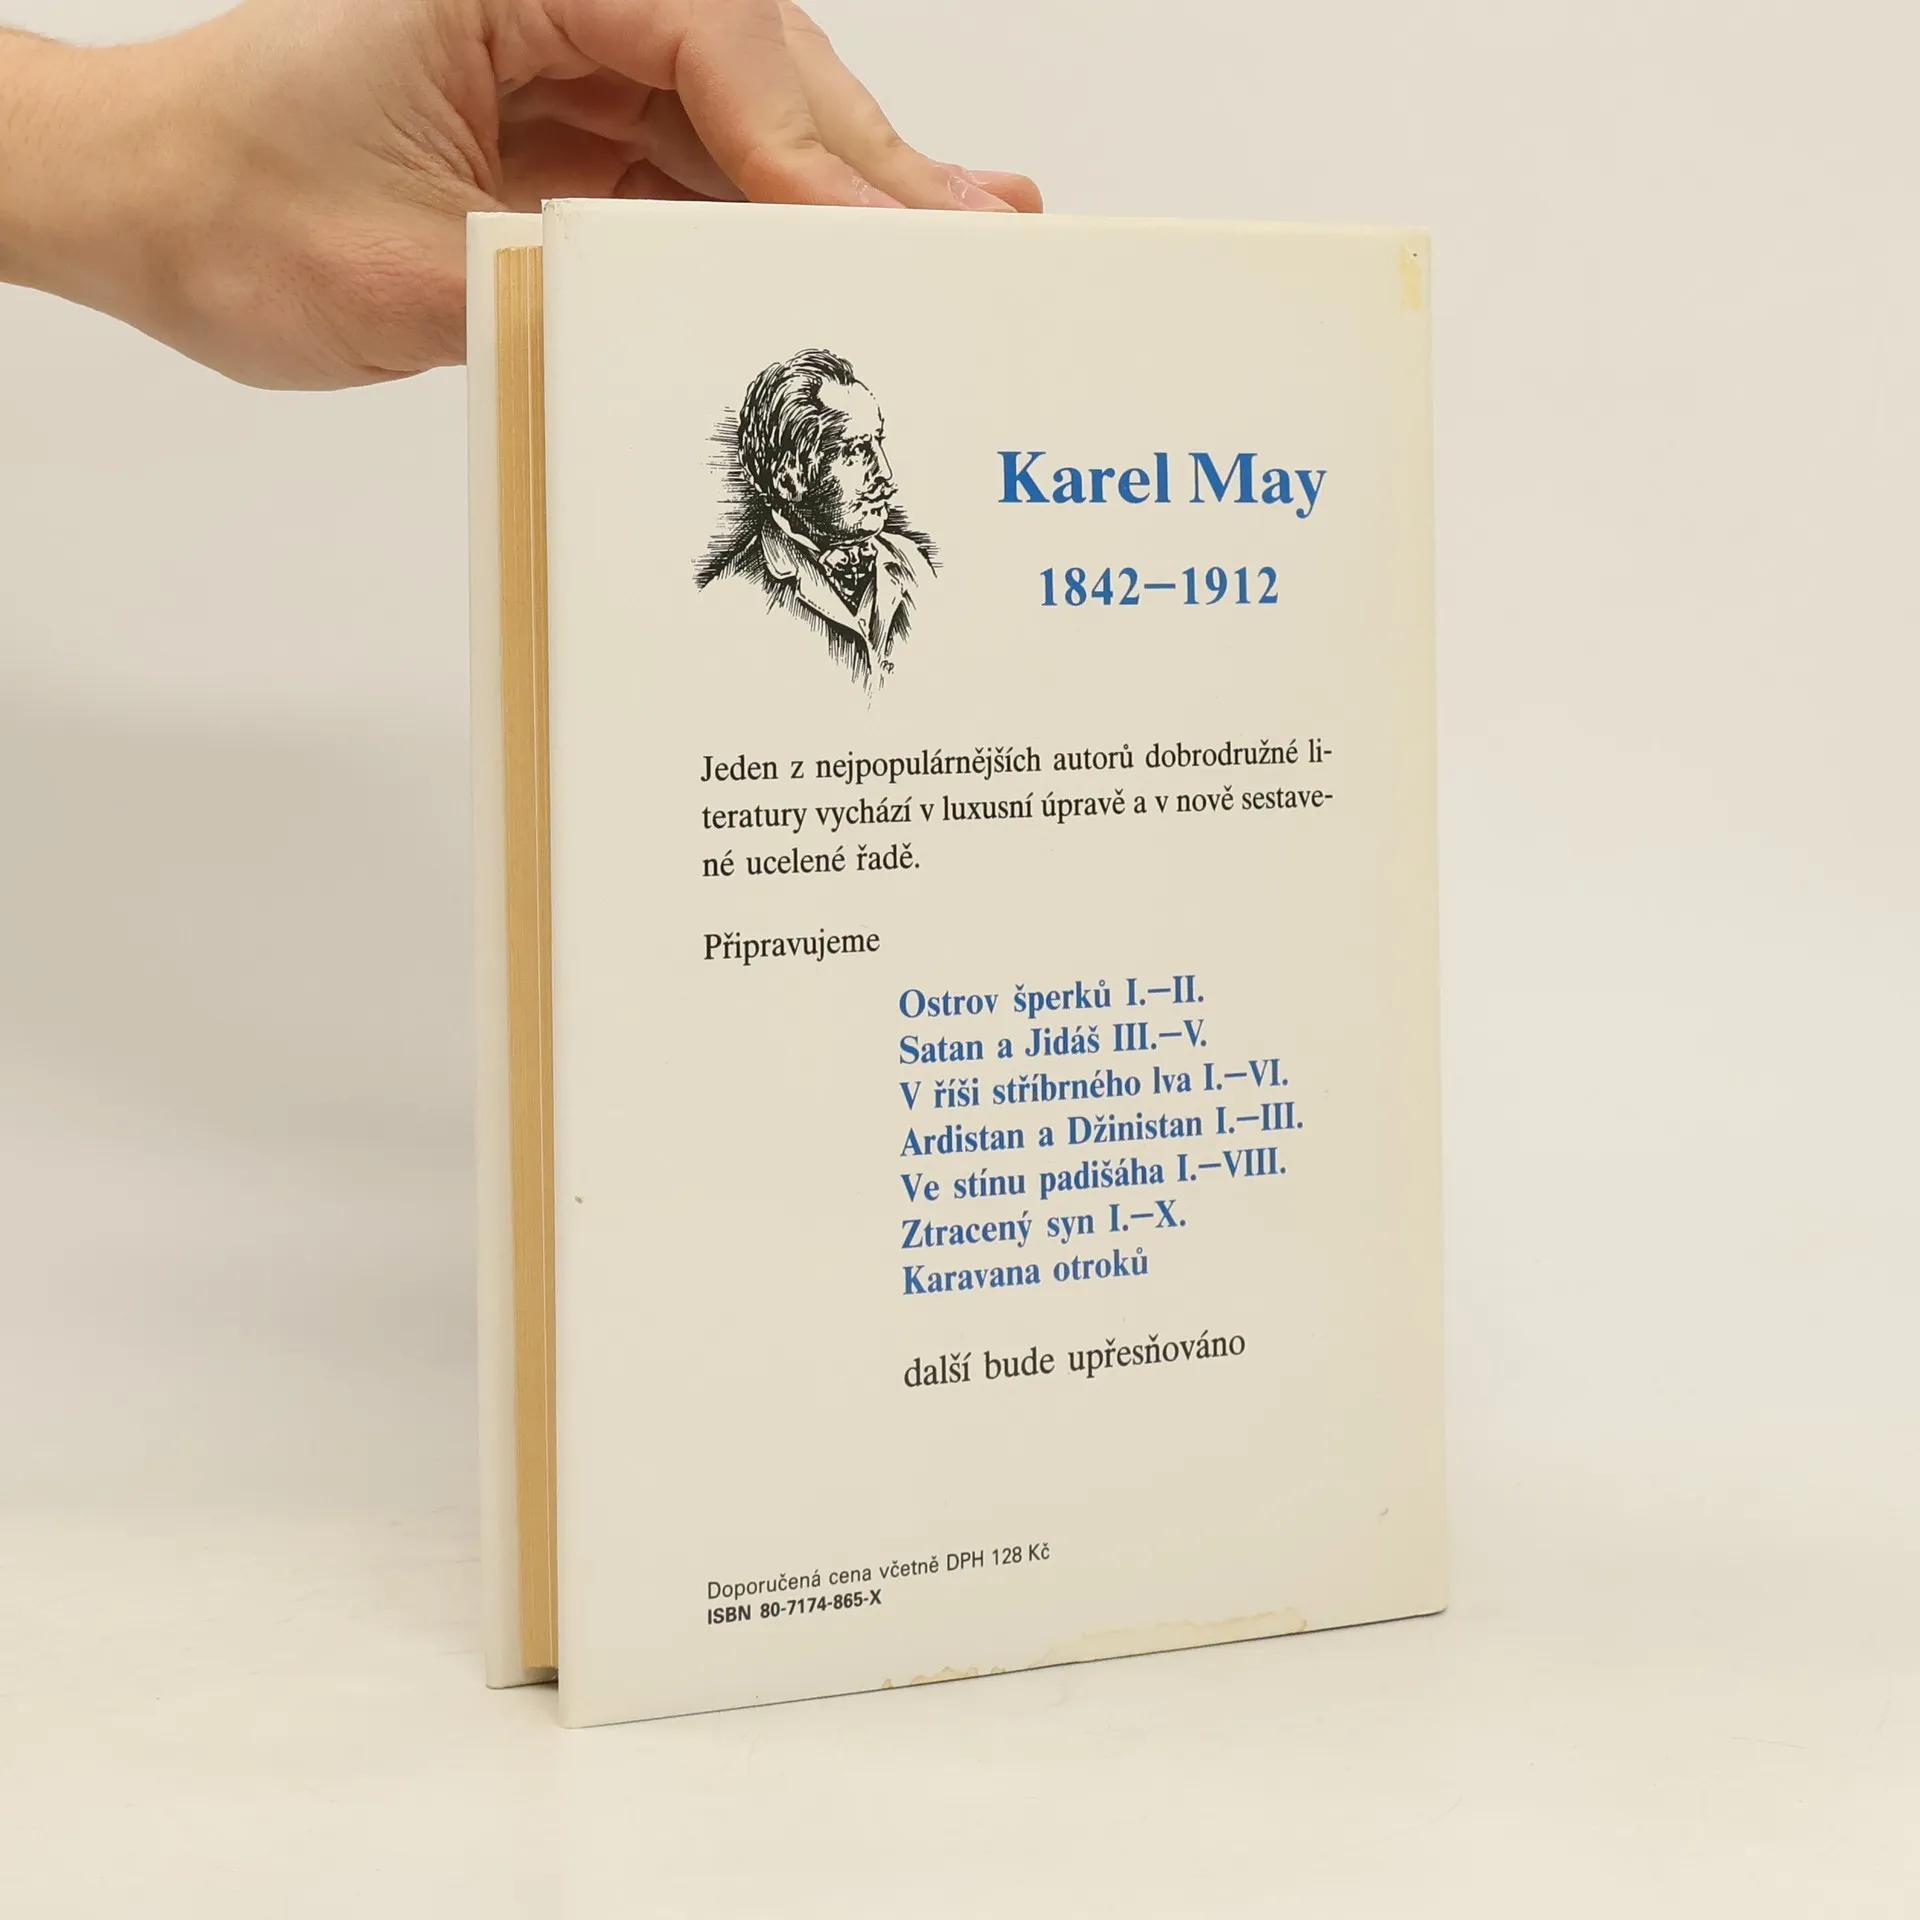 Karel May
1842–1912
Jeden z nejpopulárnějších autorů dobrodružné li-
teratury vychází v luxusní úpravě a v nově sestave-
né ucelené řadě.
Připravujeme
Ostrov šperků I.–II.
Satan a Jidáš III.–V.
V říši stříbrného lva I.–VI.
Ardistan a Džinistan I.–III.
Ve stínu padišáha I.–VIII.
Ztracený syn I.–X.
Karavana otroků
další bude upřesňováno
Doporučená cena včetně DPH 128 Kč
ISBN 80-7174-865-X